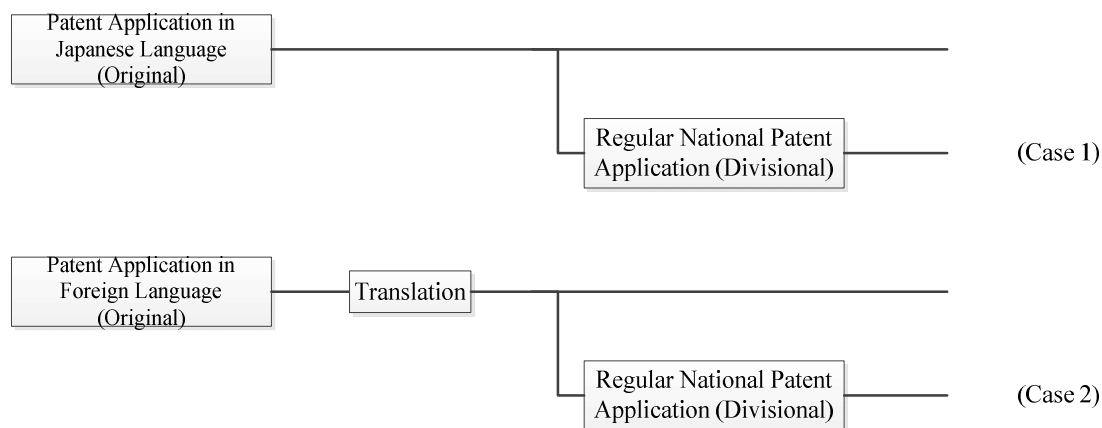 Patent Application in
Japanese Language
(Original)
Regular National Patent
Application (Divisional)
(Case 1)
Patent Application in
Foreign Language
(Original)
Translation
Regular National Patent
Application (Divisional)
(Case 2)